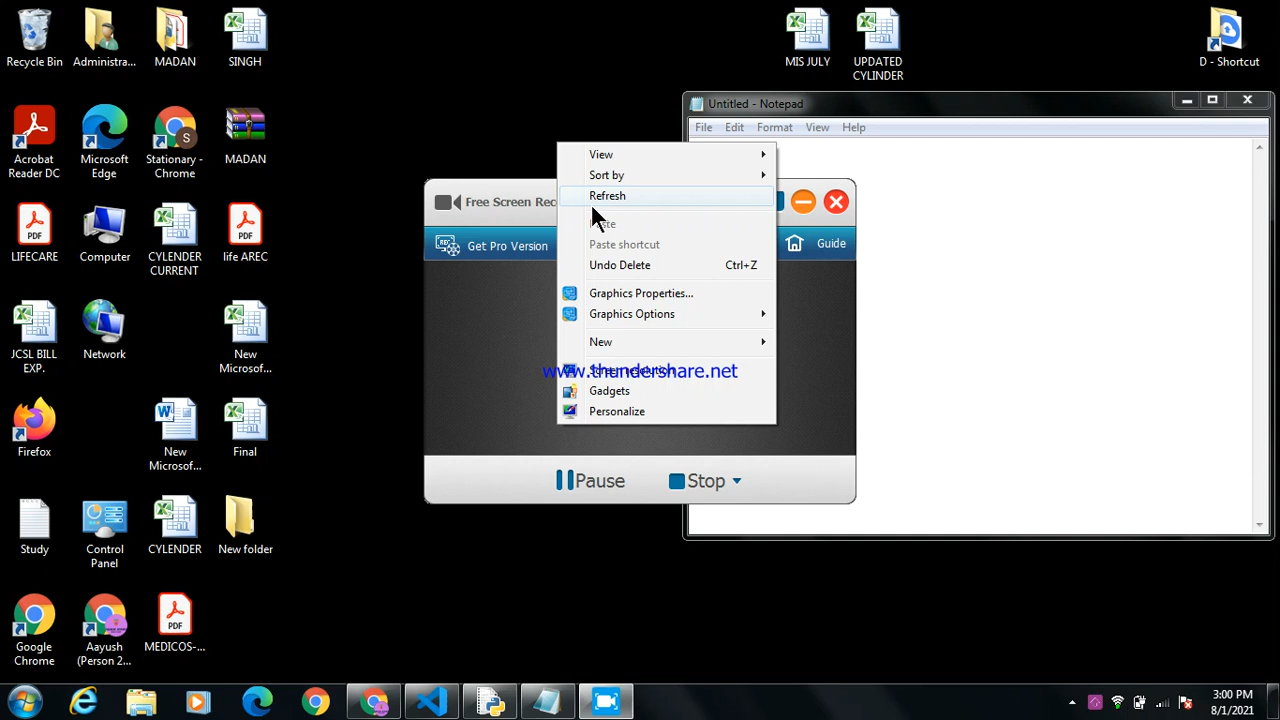 Recycle Bin
Administra...
MADAN
SINGH
MIS JULY
UPDATED
CYLINDER
D - Shortcut
Acrobat
Reader DC
Microsoft
Edge
Stationary -
Chrome
S
MADAN
LIFECARE
Computer
CYLENDER
CURRENT
life AREC
JCSL BILL
EXP.
Network
New
Microsof...
Firefox
New
Microsof...
Final
Study
Control
Panel
CYLENDER
New folder
Google
Chrome
Aayush
(Person 2...
MEDICOS-...
Untitled - Notepad
File Edit Format View Help
Free Screen Rec
Get Pro Version
Guide
View
Sort by
Refresh
Paste shortcut
Undo Delete Ctrl+Z
Graphics Properties...
Graphics Options
New
www.thundershare.net
Gadgets
Personalize
Pause
Stop
3:00 PM
8/1/2021